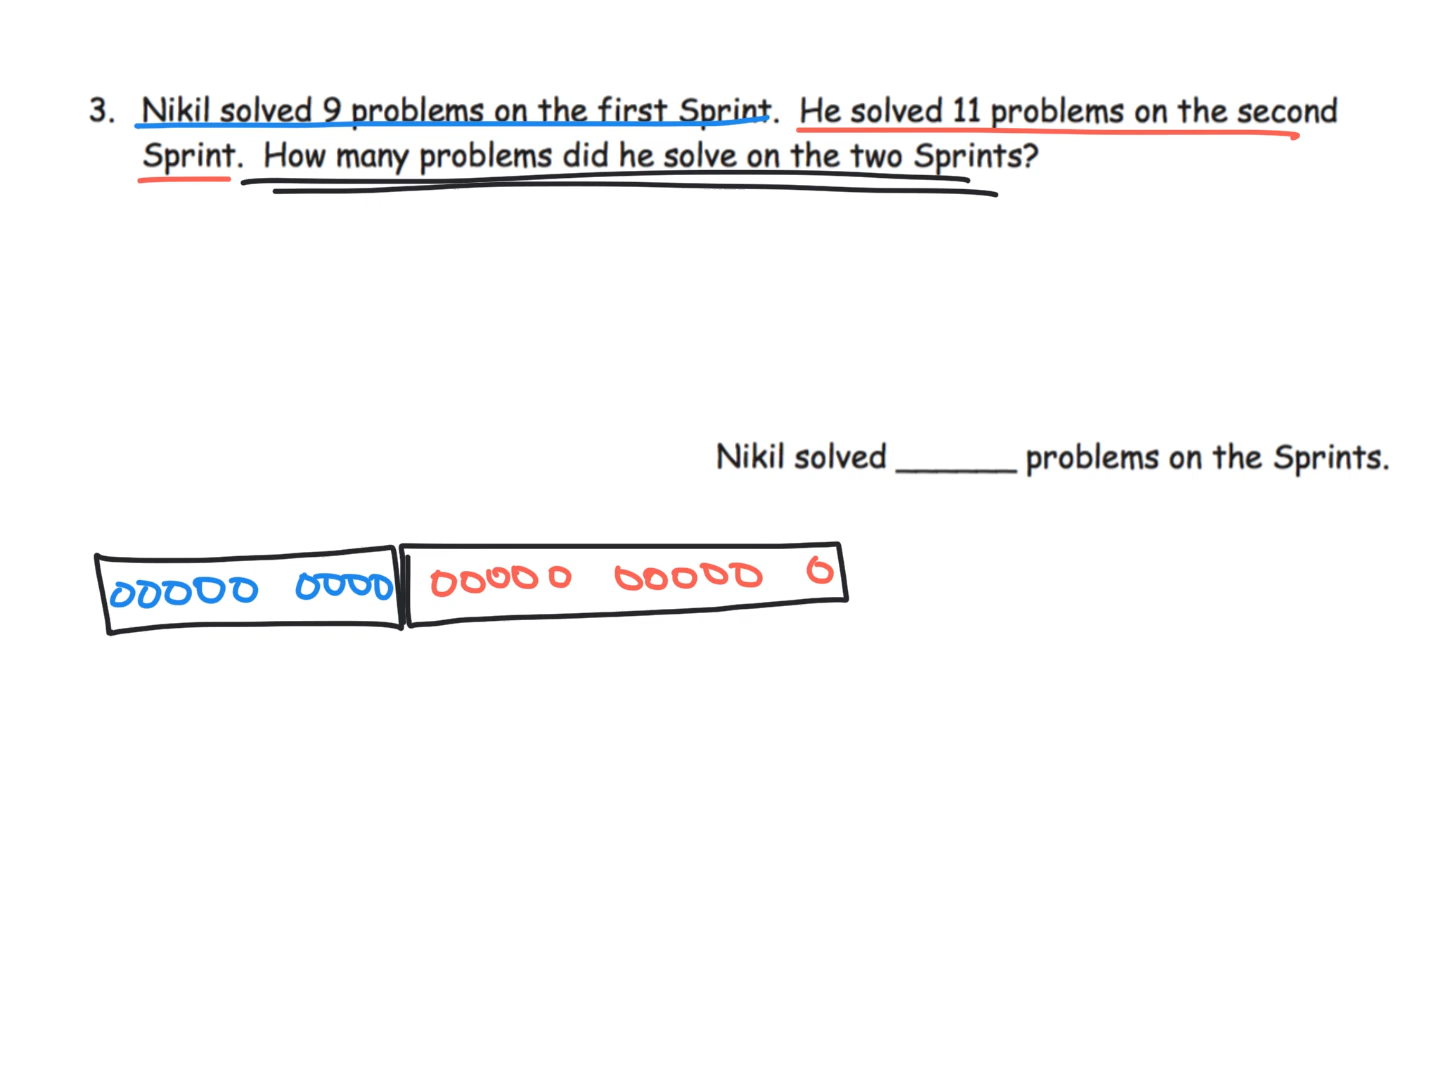 3. Nikil solved 9 problems on the first Sprint. He solved 11 problems on the second
Sprint. How many problems did he solve on the two Sprints?
Nikil solved ______ problems on the Sprints.